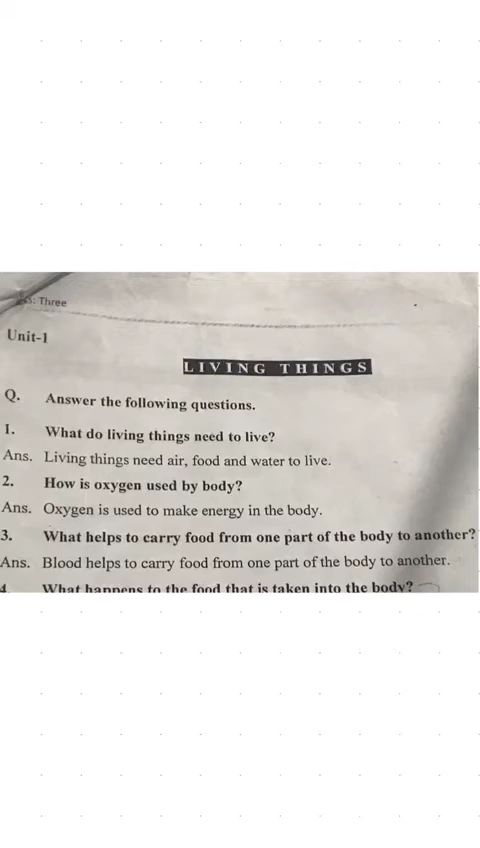 : Three
Unit-1
LIVING THINGS
Q. Answer the following questions.
1. What do living things need to live?
Ans. Living things need air, food and water to live.
2. How is oxygen used by body?
Ans. Oxygen is used to make energy in the body.
3. What helps to carry food from one part of the body to another?
Ans. Blood helps to carry food from one part of the body to another.
4. What happens to the food that is taken into the body?